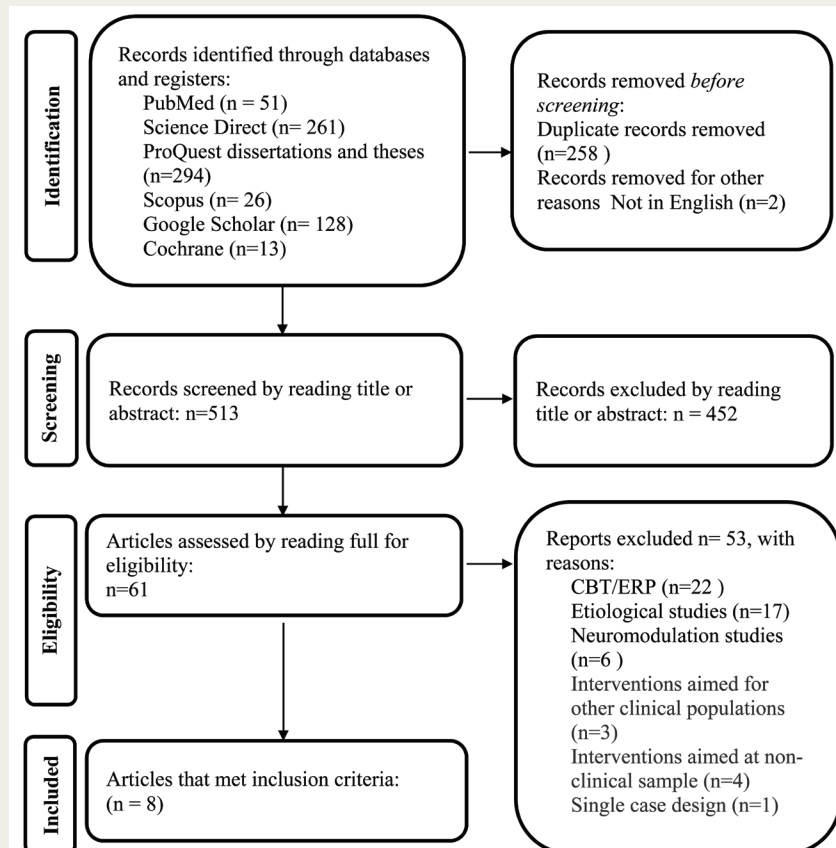 Identification
Records identified through databases
and registers:
PubMed (n = 51)
Science Direct (n= 261)
ProQuest dissertations and theses
(n=294)
Scopus (n= 26)
Google Scholar (n= 128)
Cochrane (n=13)
Records removed before
screening:
Duplicate records removed
(n=258 )
Records removed for other
reasons Not in English (n=2)
Screening
Records screened by reading title or
abstract: n=513
Records excluded by reading
title or abstract: n = 452
Eligibility
Articles assessed by reading full for
eligibility:
n=61
Reports excluded n= 53, with
reasons:
CBT/ERP (n=22 )
Etiological studies (n=17)
Neuromodulation studies
(n=6 )
Interventions aimed for
other clinical populations
(n=3)
Interventions aimed at non-
clinical sample (n=4)
Single case design (n=1)
Included
Articles that met inclusion criteria:
(n = 8)